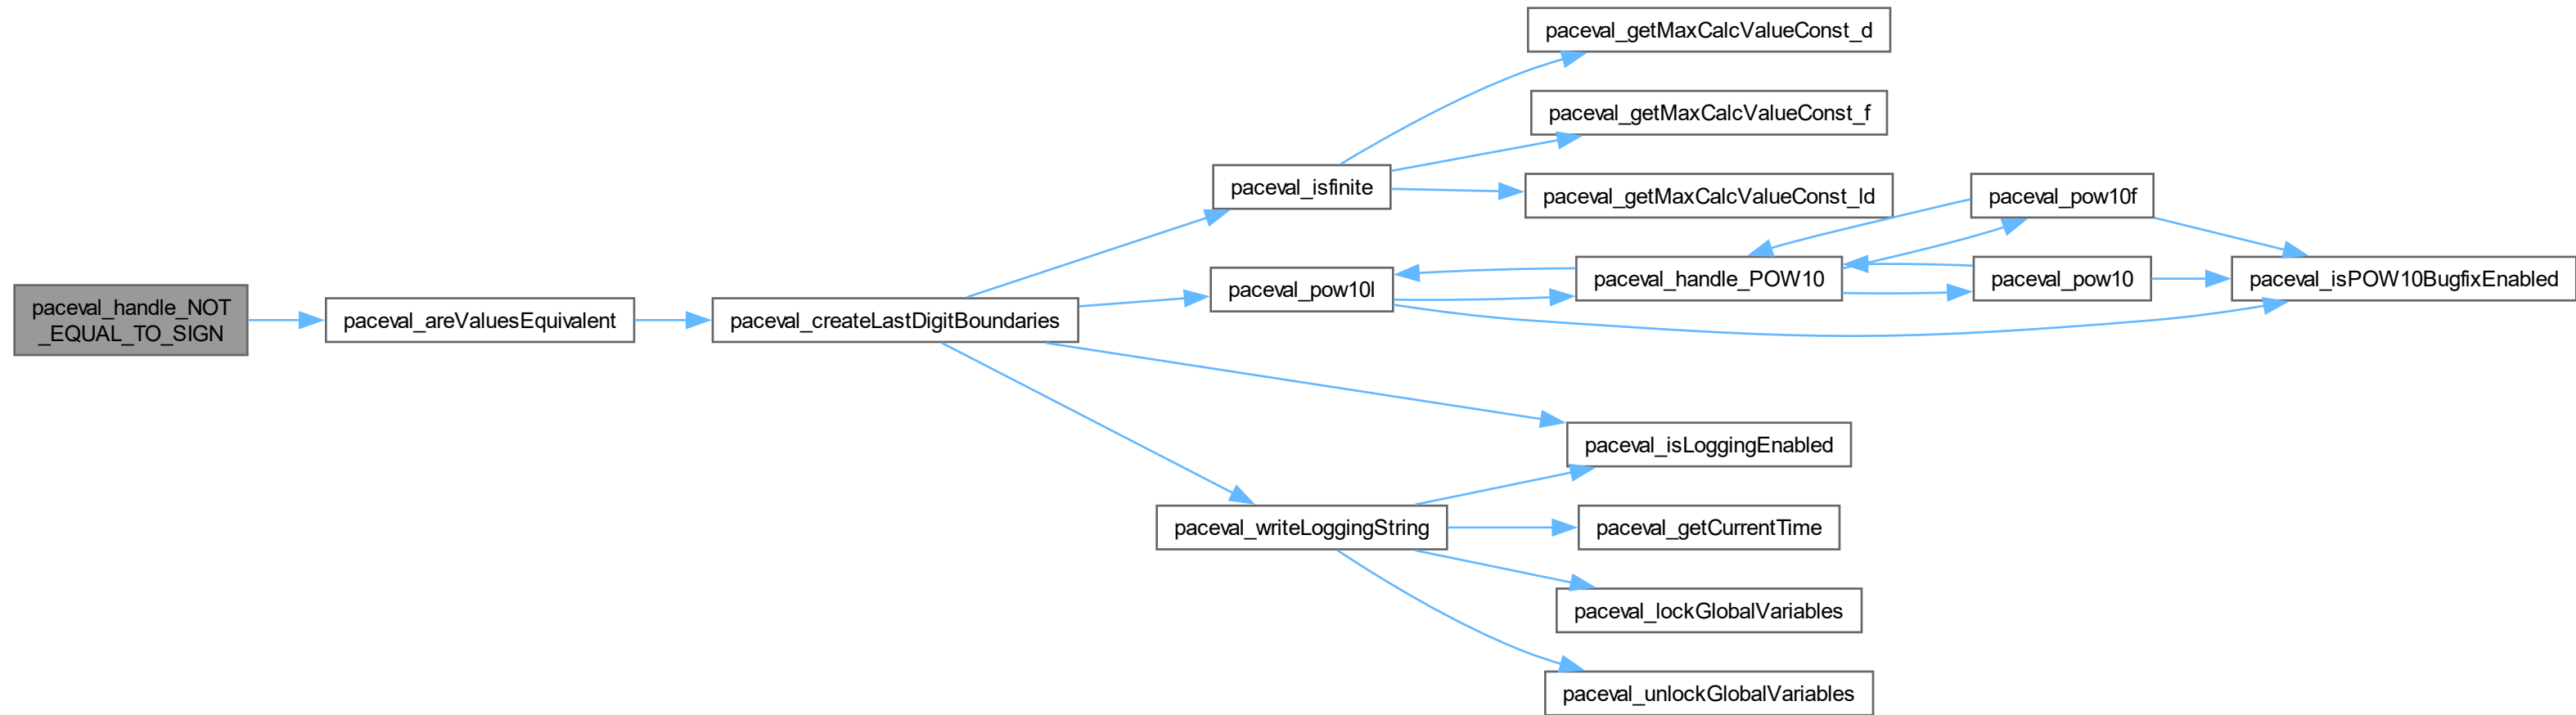 paceval_handle_NOT
_EQUAL_TO_SIGN
paceval_areValuesEquivalent
paceval_createLastDigitBoundaries
paceval_isfinite
paceval_getMaxCalcValueConst_d
paceval_getMaxCalcValueConst_f
paceval_getMaxCalcValueConst_ld
paceval_pow10l
paceval_handle_POW10
paceval_pow10f
paceval_pow10
paceval_isPOW10BugfixEnabled
paceval_isLoggingEnabled
paceval_writeLoggingString
paceval_getCurrentTime
paceval_lockGlobalVariables
paceval_unlockGlobalVariables